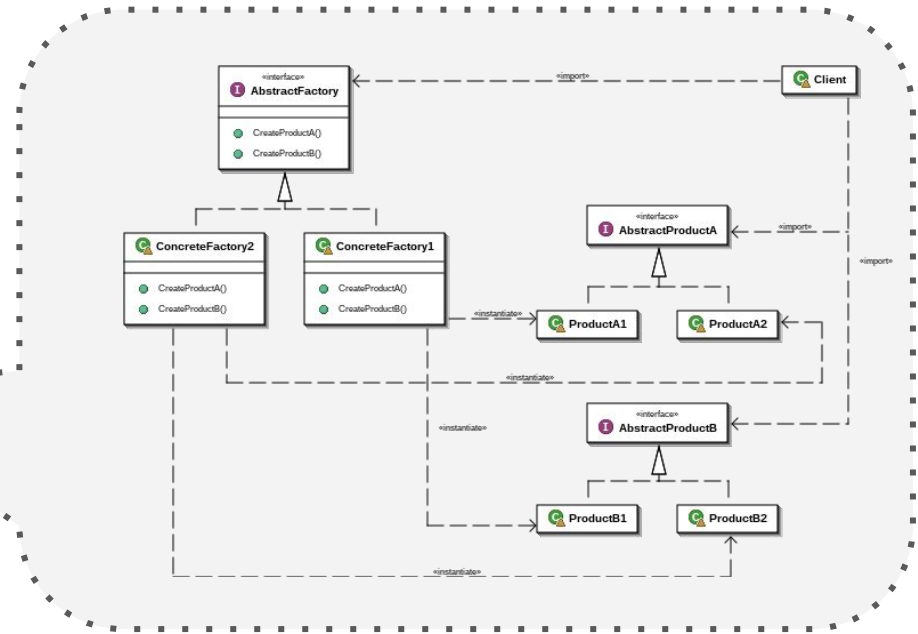 «interface»
AbstractFactory
CreateProductA()
CreateProductB()
«import»
Client
ConcreteFactory2
CreateProductA()
CreateProductB()
ConcreteFactory1
CreateProductA()
CreateProductB()
«interface»
AbstractProductA
«import»
«import»
«instantiate»
ProductA1
ProductA2
«instantiate»
«interface»
AbstractProductB
«instantiate»
ProductB1
ProductB2
«instantiate»